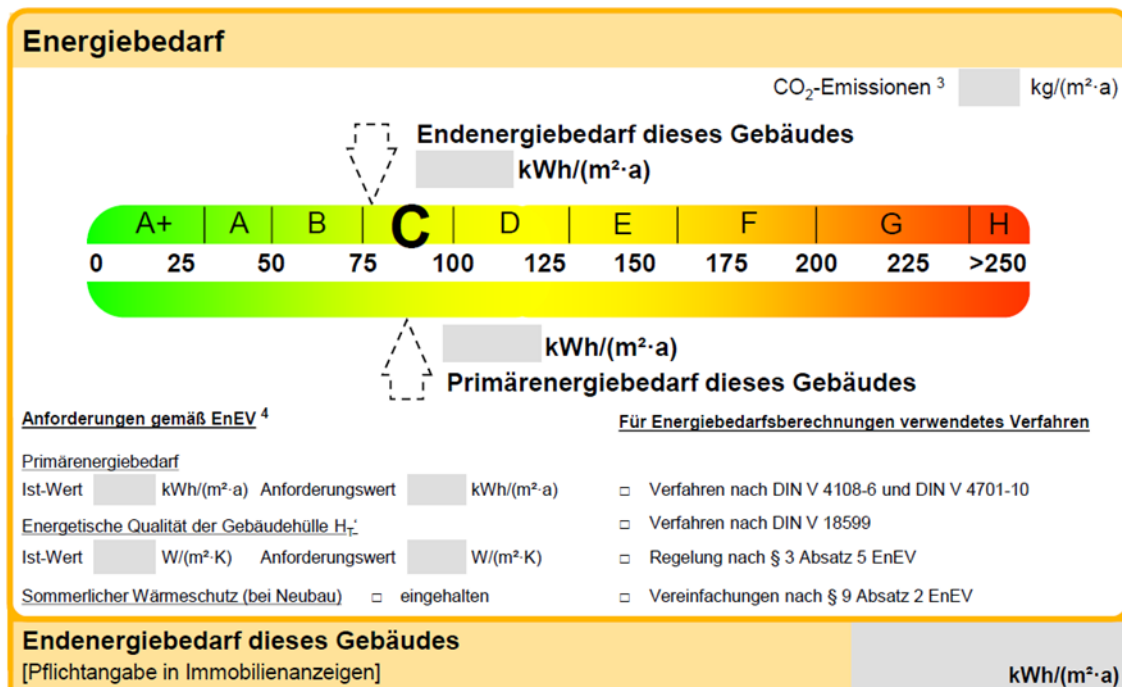 Energiebedarf
CO₂-Emissionen ³ kg/(m²·a)
Endenergiebedarf dieses Gebäudes
kWh/(m²·a)
A+ A B C D E F G H
0 25 50 75 100 125 150 175 200 225 >250
kWh/(m²·a)
Primärenergiebedarf dieses Gebäudes
Anforderungen gemäß EnEV ⁴
Primärenergiebedarf
Ist-Wert kWh/(m²·a) Anforderungswert kWh/(m²·a)
Energetische Qualität der Gebäudehülle H_T'
Ist-Wert W/(m²·K) Anforderungswert W/(m²·K)
Sommerlicher Wärmeschutz (bei Neubau) □ eingehalten
Für Energiebedarfsberechnungen verwendetes Verfahren
□ Verfahren nach DIN V 4108-6 und DIN V 4701-10
□ Verfahren nach DIN V 18599
□ Regelung nach § 3 Absatz 5 EnEV
□ Vereinfachungen nach § 9 Absatz 2 EnEV
Endenergiebedarf dieses Gebäudes
[Pflichtangabe in Immobilienanzeigen]
kWh/(m²·a)